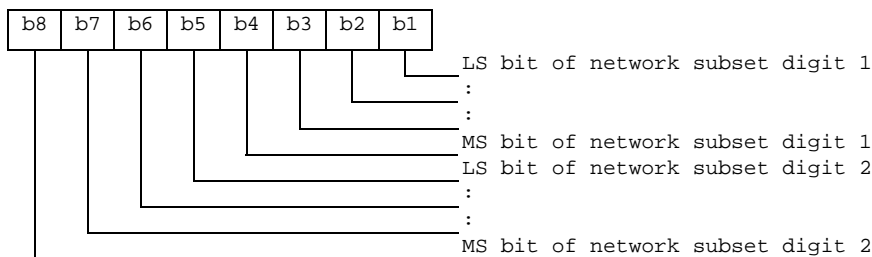 b8 b7 b6 b5 b4 b3 b2 b1
LS bit of network subset digit 1
:
:
MS bit of network subset digit 1
LS bit of network subset digit 2
:
:
MS bit of network subset digit 2